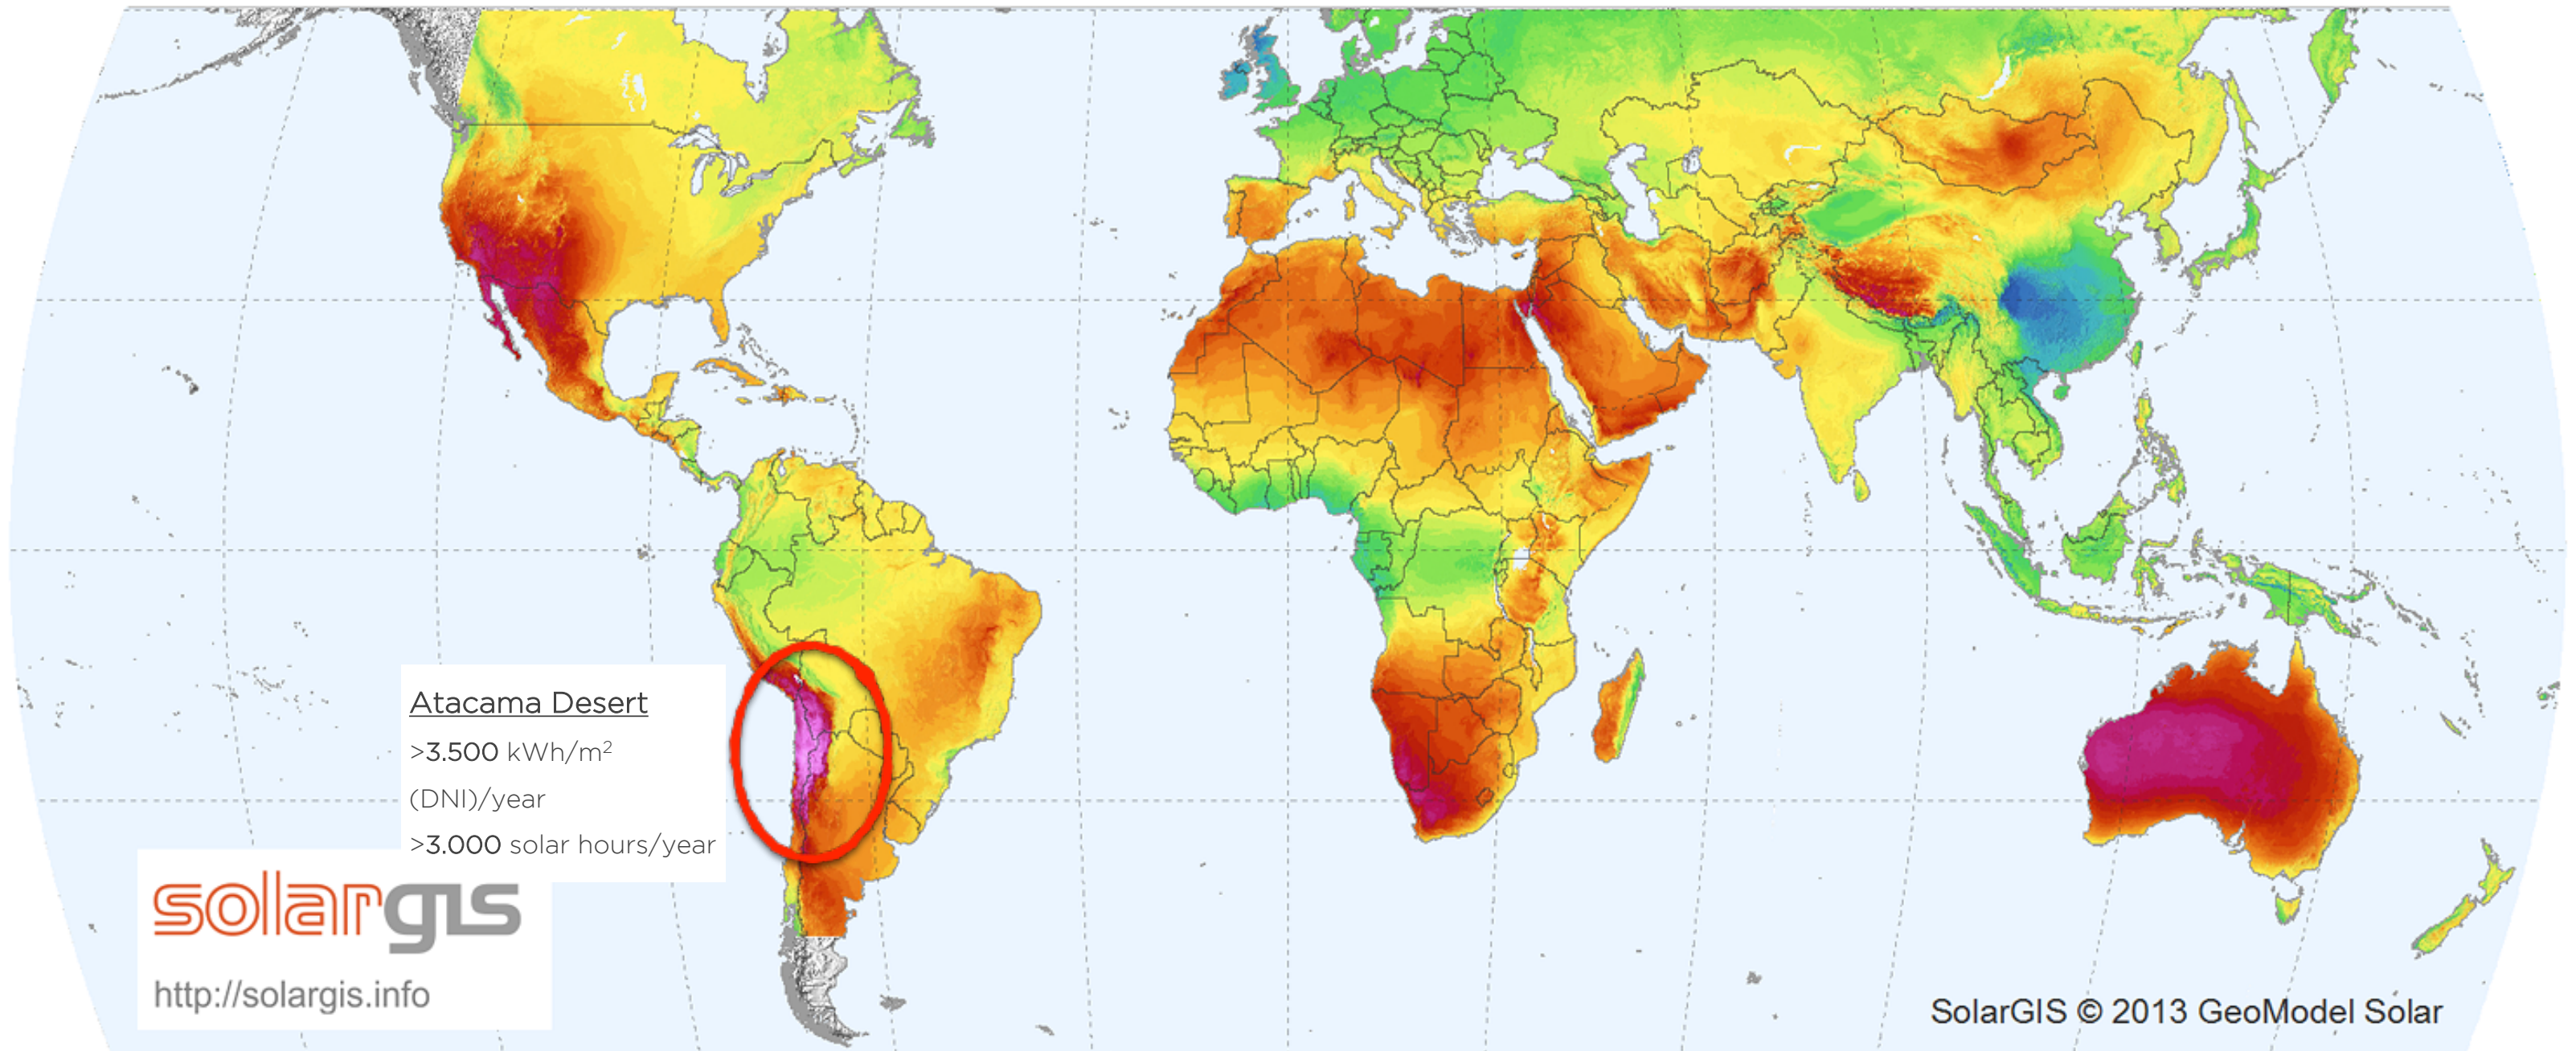 Atacama Desert
>3.500 kWh/m²
(DNI)/year
>3.000 solar hours/year
solargis
http://solargis.info
SolarGIS © 2013 GeoModel Solar